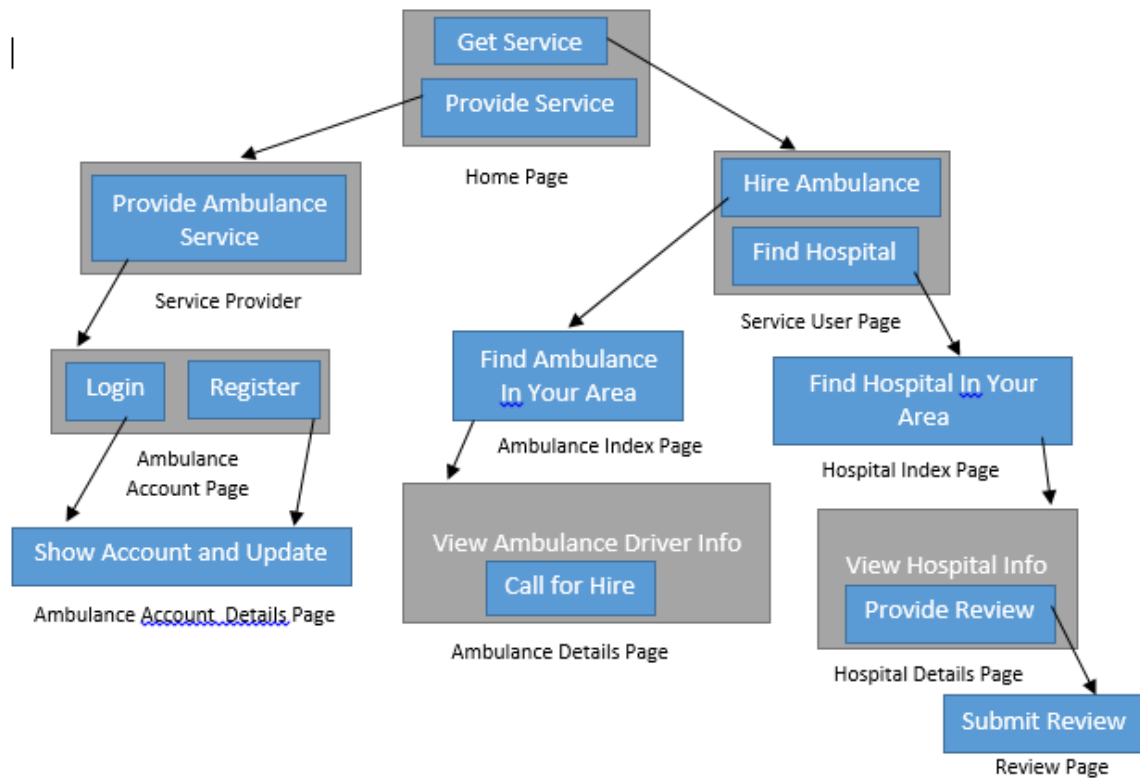 Get Service
Provide Service
Home Page
Provide Ambulance
Service
Service Provider
Hire Ambulance
Find Hospital
Service User Page
Login
Register
Ambulance
Account Page
Show Account and Update
Ambulance Account  Details Page
Find Ambulance
In Your Area
Ambulance Index Page
View Ambulance Driver Info
Call for Hire
Ambulance Details Page
Find Hospital In Your
Area
Hospital Index Page
View Hospital Info
Provide Review
Hospital Details Page
Submit Review
Review Page